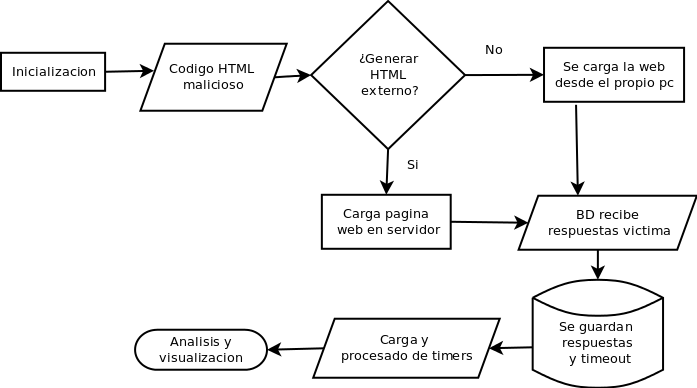 Inicializacion
Codigo HTML
malicioso
¿Generar
HTML
externo?
No
Se carga la web
desde el propio pc
Si
Carga pagina
web en servidor
BD recibe
respuestas victima
Se guardan
respuestas
y timeout
Carga y
procesado de timers
Analisis y
visualizacion